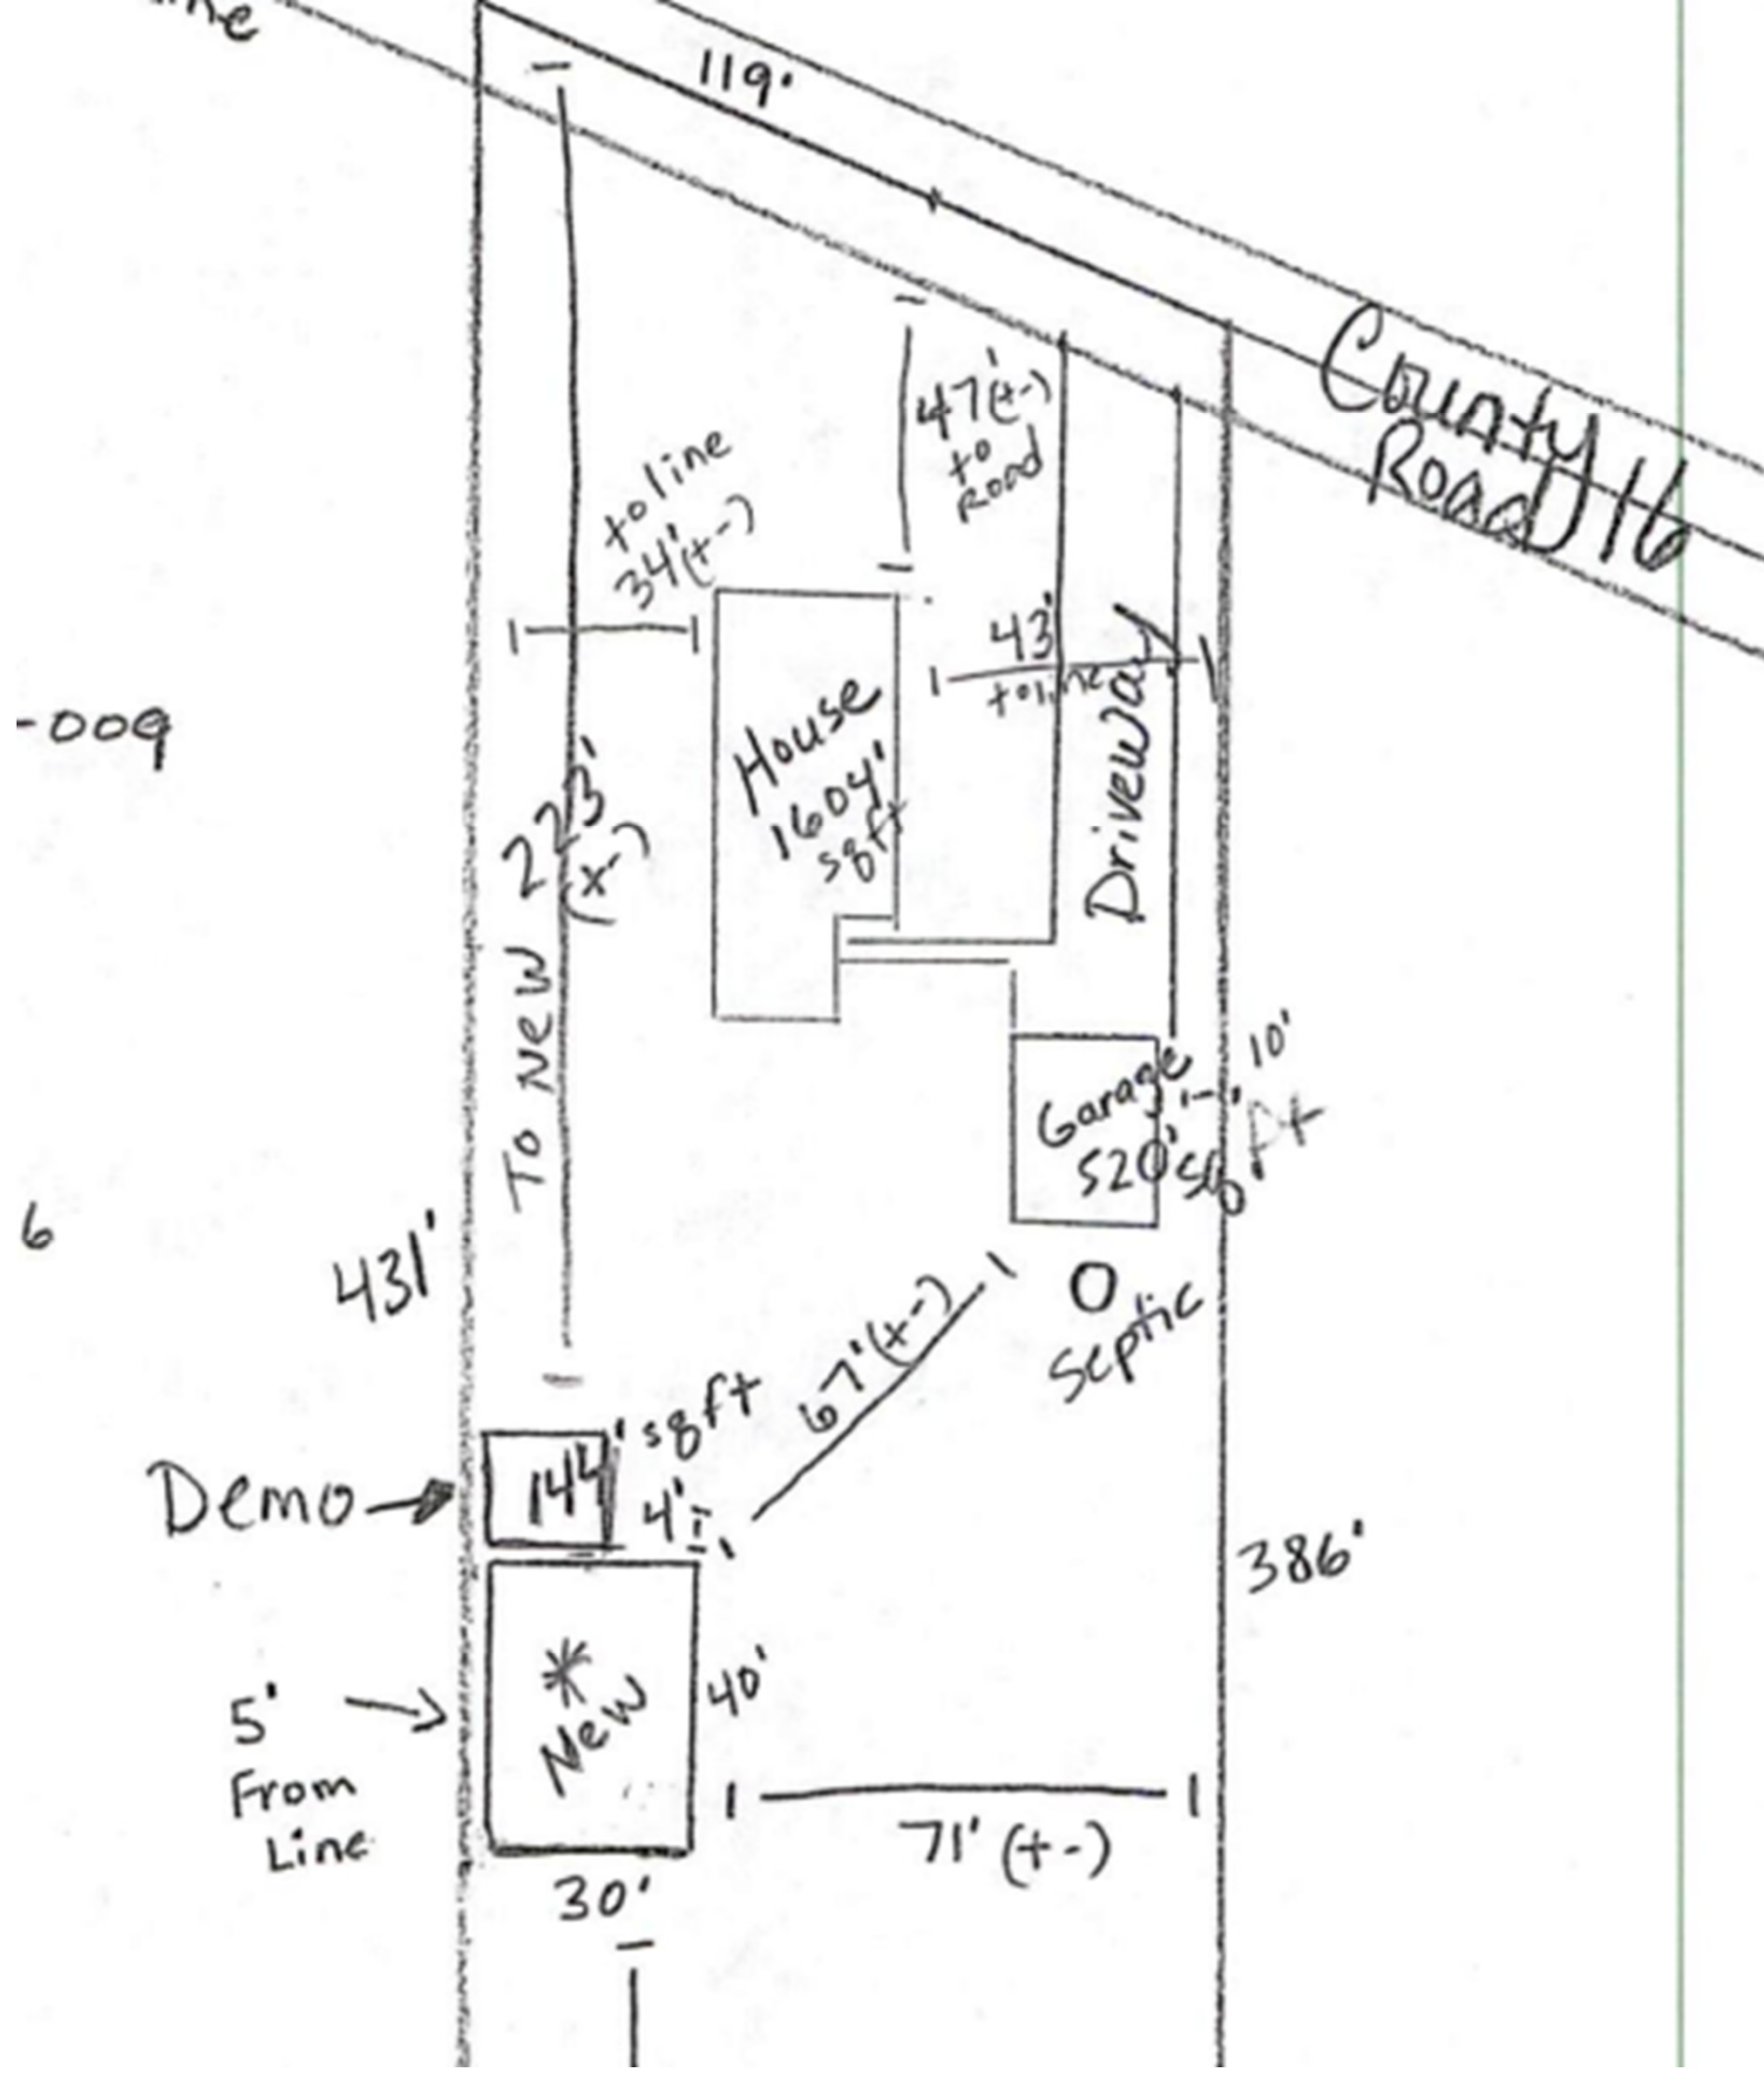 119'
County
Road 16
47'(+-)
to
Road
to line
34'(+-)
43'
to line
Driveway
House
1604'
sqft
-009
223'
(x-)
To New
10'
Garage
520' sq ft
6
431'
Septic
67'(+-)
144' sqft
Demo
4'
386'
New
40'
5'
From
Line
71' (+-)
30'